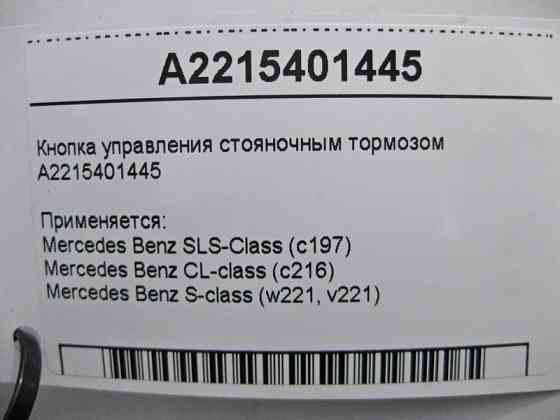 A2215401445
Кнопка управления стояночным тормозом
A2215401445
Применяется:
Mercedes Benz SLS-Class (c197)
Mercedes Benz CL-class (c216)
Mercedes Benz S-class (w221, v221)